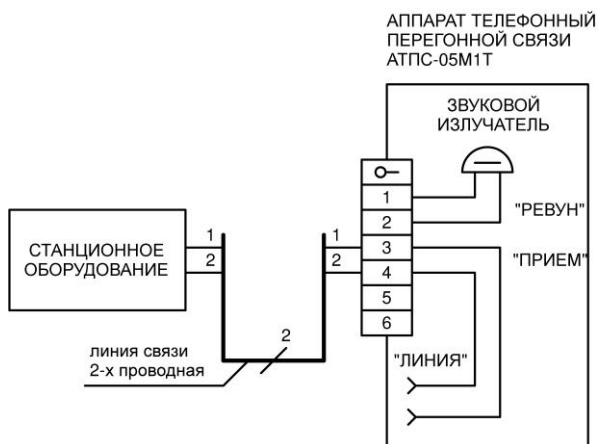 АППАРАТ ТЕЛЕФОННЫЙ
ПЕРЕГОННОЙ СВЯЗИ
АТПС-05М1Т
ЗВУКОВОЙ
ИЗЛУЧАТЕЛЬ
1
"РЕВУН"
2
СТАНЦИОННОЕ
ОБОРУДОВАНИЕ
1
2
1
2
3
"ПРИЕМ"
4
5
6
2
линия связи
2-х проводная
"ЛИНИЯ"